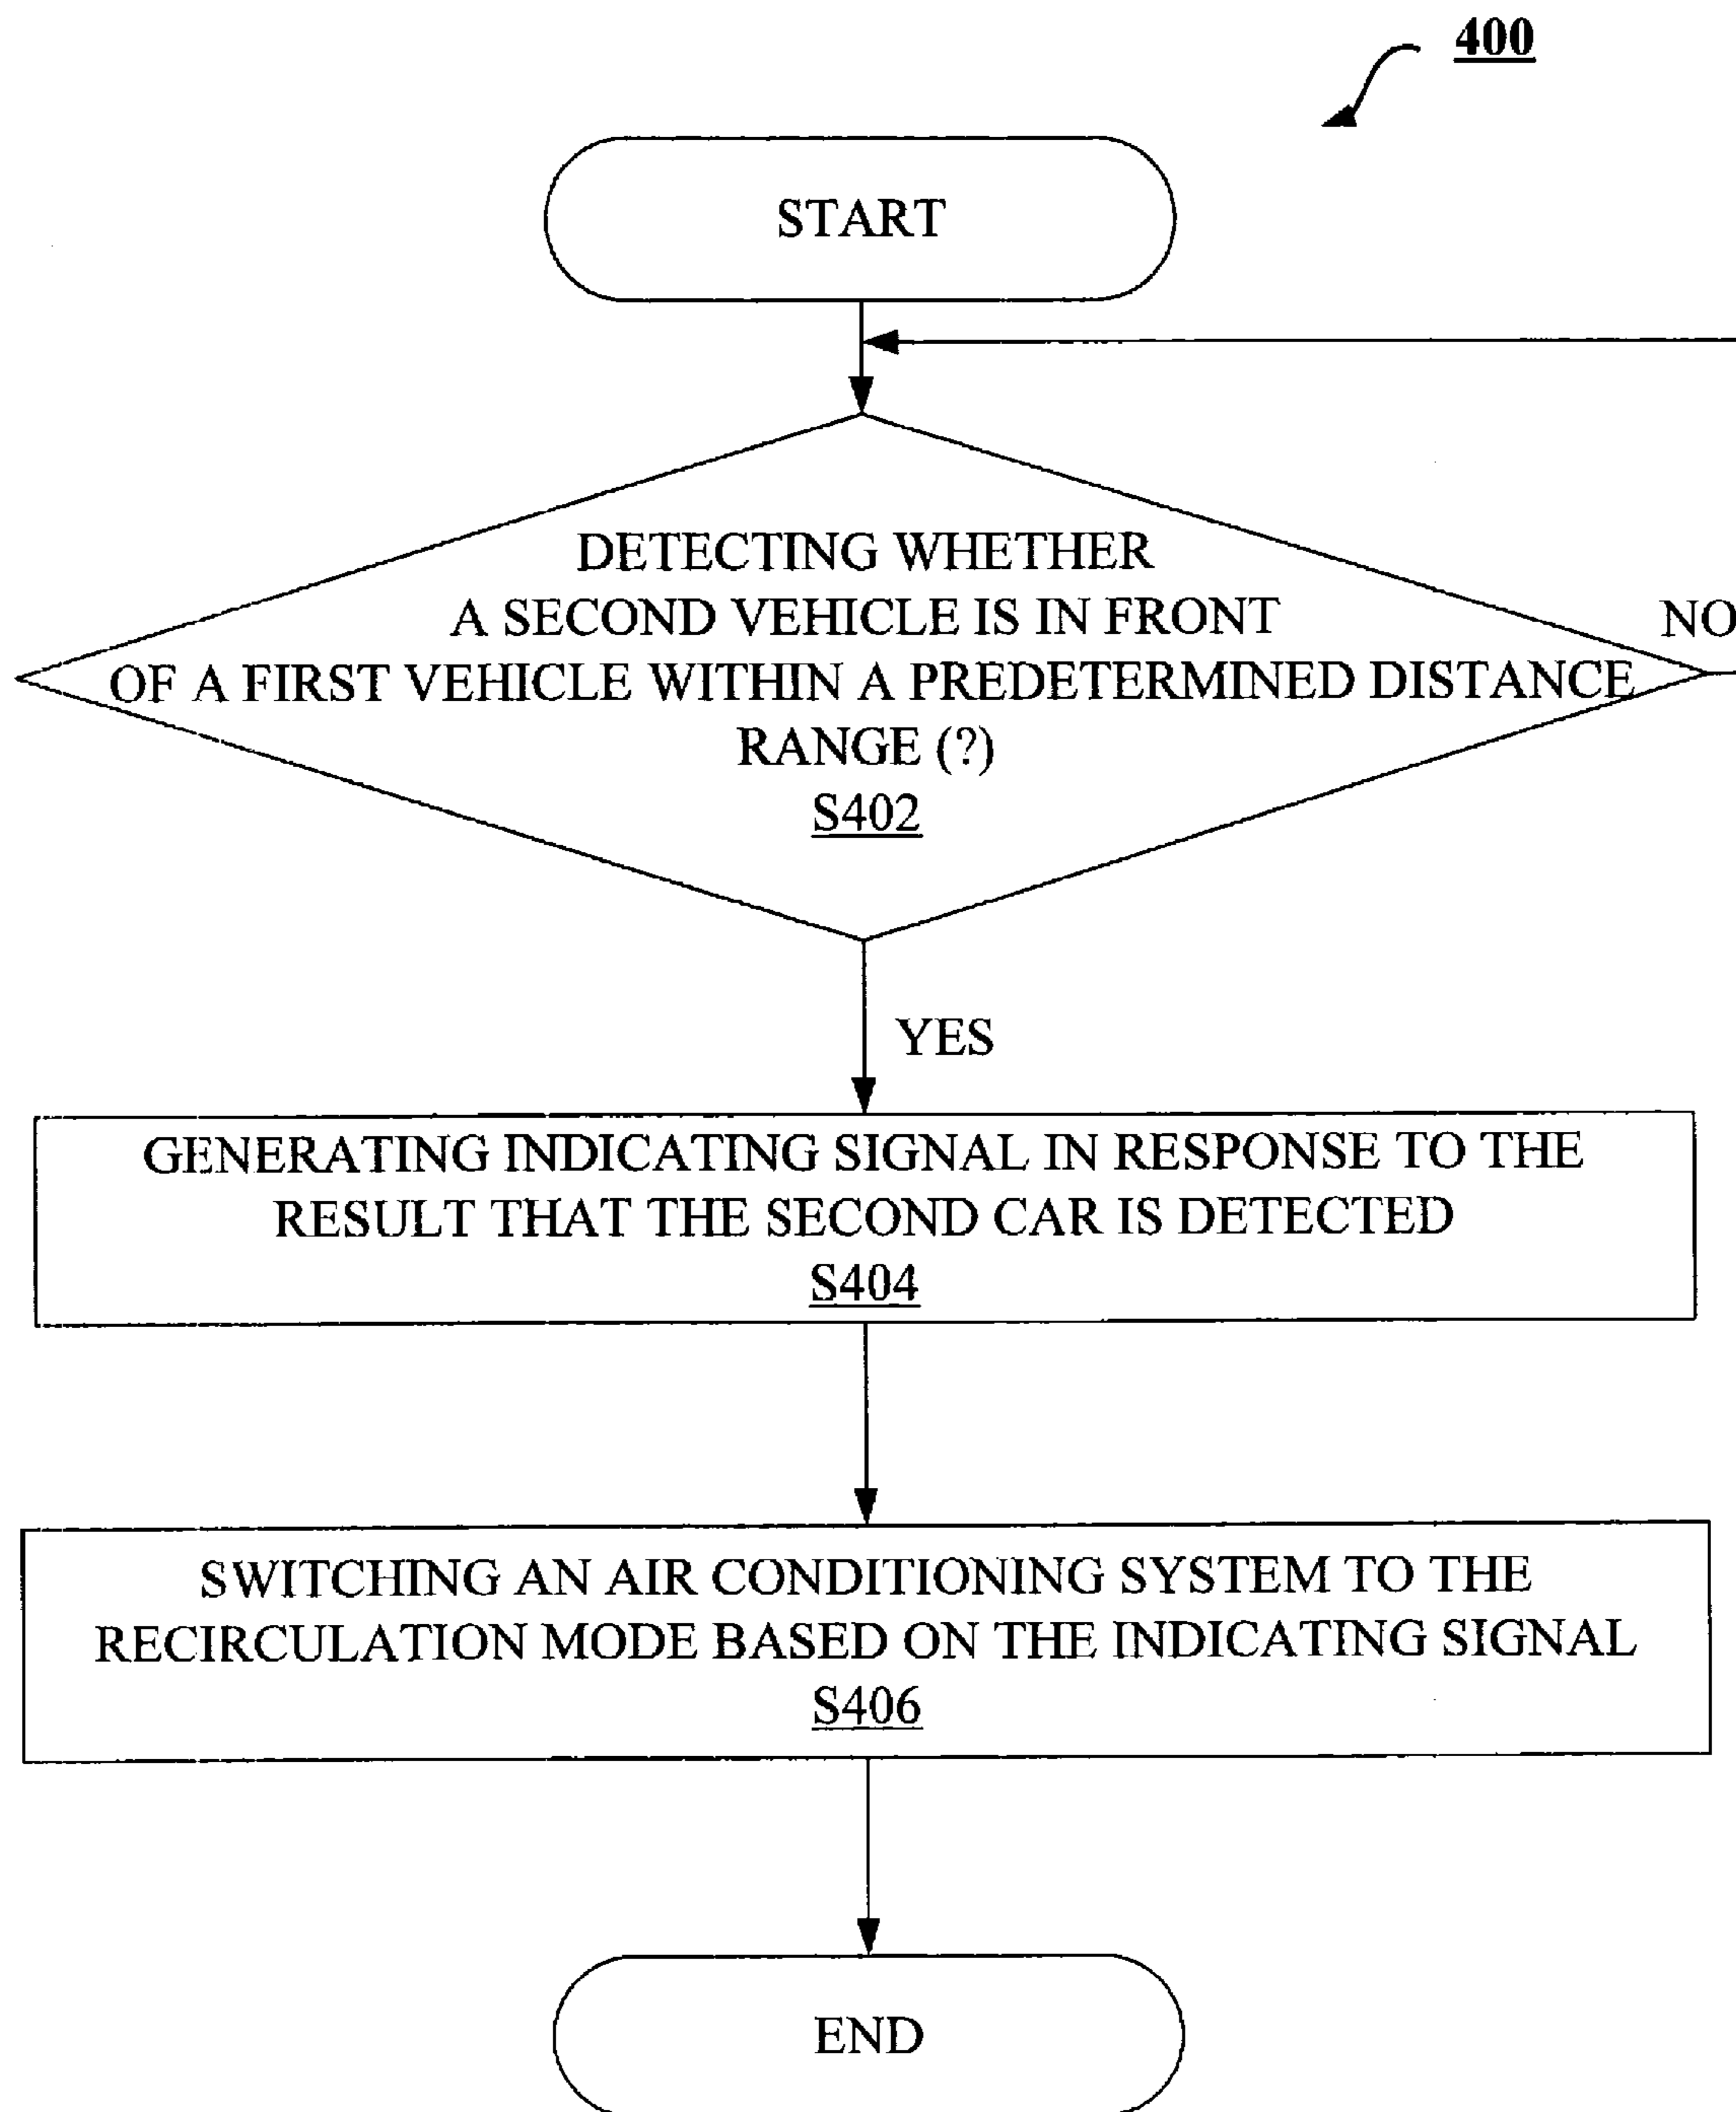 400
START
DETECTING WHETHER
A SECOND VEHICLE IS IN FRONT
OF A FIRST VEHICLE WITHIN A PREDETERMINED DISTANCE
RANGE (?)
S402
NO
YES
GENERATING INDICATING SIGNAL IN RESPONSE TO THE
RESULT THAT THE SECOND CAR IS DETECTED
S404
SWITCHING AN AIR CONDITIONING SYSTEM TO THE
RECIRCULATION MODE BASED ON THE INDICATING SIGNAL
S406
END